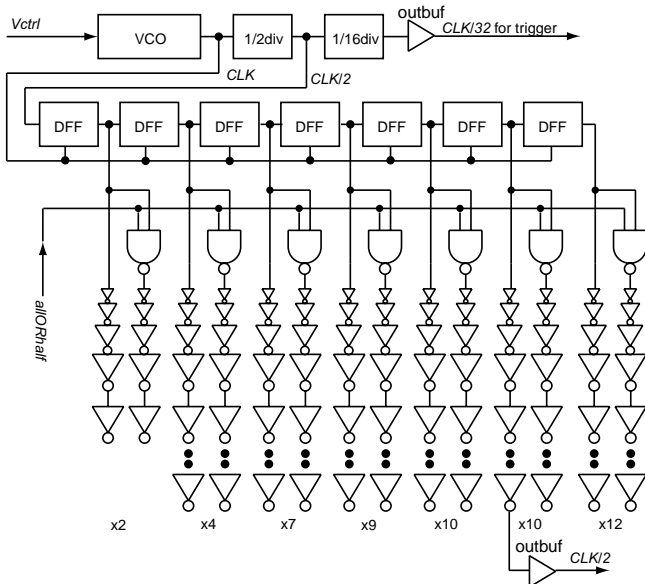 outbuf
Vctrl
VCO
1/2div
1/16div
CLK/32 for trigger
CLK
CLK/2
DFF DFF DFF DFF DFF DFF DFF
allORhalf
x2 x4 x7 x9 x10 x10 x12
outbuf
CLK/2